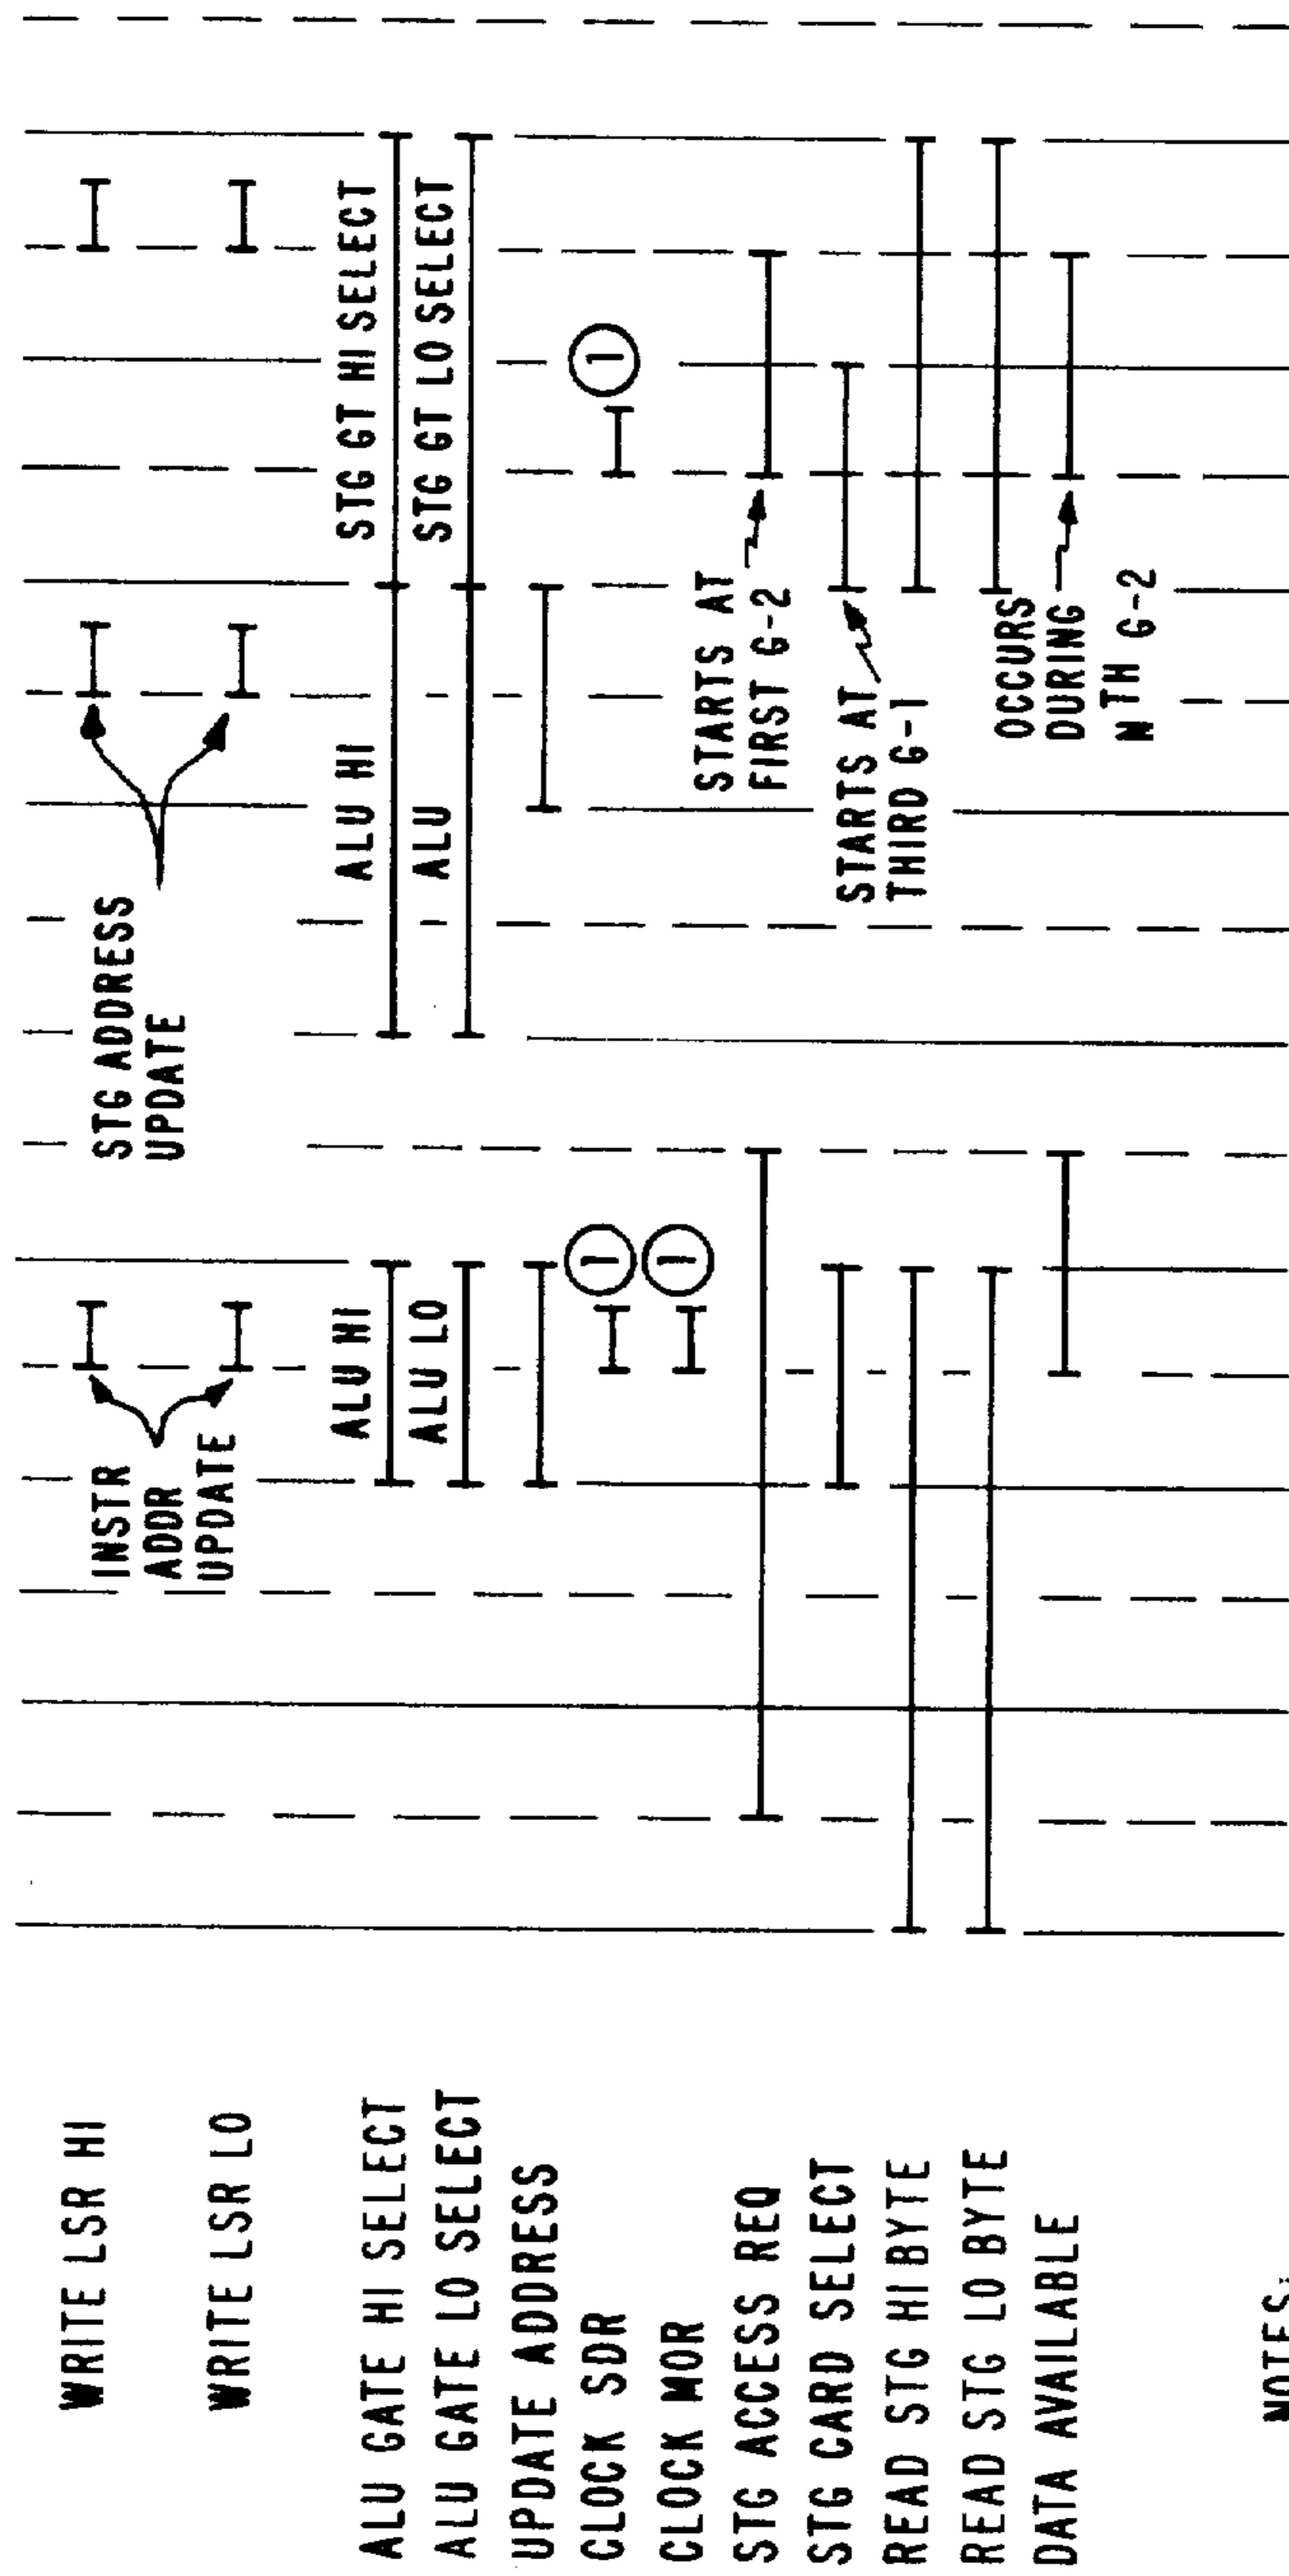 WRITE LSR HI
INSTR
ADDR
UPDATE
STG ADDRESS
UPDATE
WRITE LSR LO
ALU GATE HI SELECT
ALU HI
ALU HI
STG GT HI SELECT
ALU GATE LO SELECT
ALU LO
ALU
STG GT LO SELECT
UPDATE ADDRESS
CLOCK SDR
1
1
CLOCK MOR
1
STG ACCESS REQ
STARTS AT
FIRST G-2
STG CARD SELECT
STARTS AT
THIRD G-1
READ STG HI BYTE
READ STG LO BYTE
DATA AVAILABLE
OCCURS
DURING
NTH G-2
NOTES: